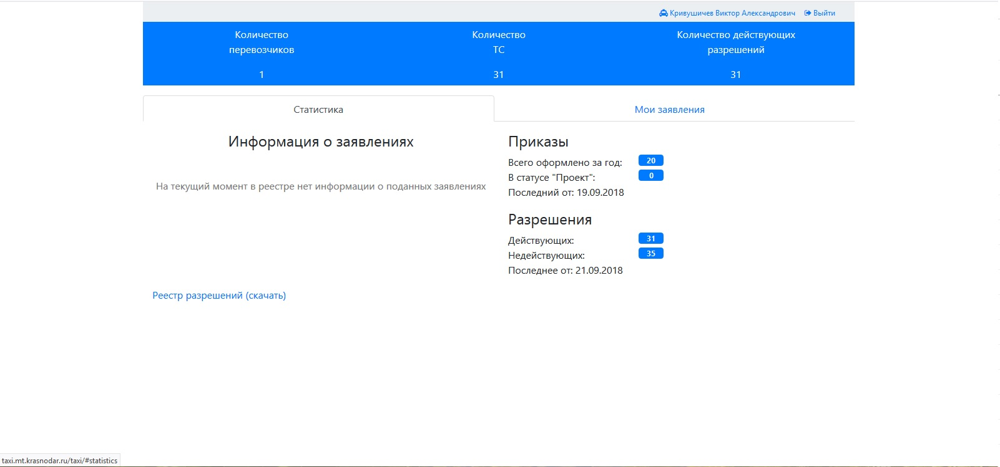 Кривушичев Виктор Александрович Выйти
Количество перевозчиков
1
Количество ТС
31
Количество действующих разрешений
31
Статистика
Мои заявления
Информация о заявлениях
На текущий момент в реестре нет информации о поданных заявлениях
Приказы
Всего оформлено за год: 20
В статусе "Проект": 0
Последний от: 19.09.2018
Разрешения
Действующих: 31
Недействующих: 35
Последнее от: 21.09.2018
Реестр разрешений (скачать)
taxi.mt.krasnodar.ru/taxi/#statistics